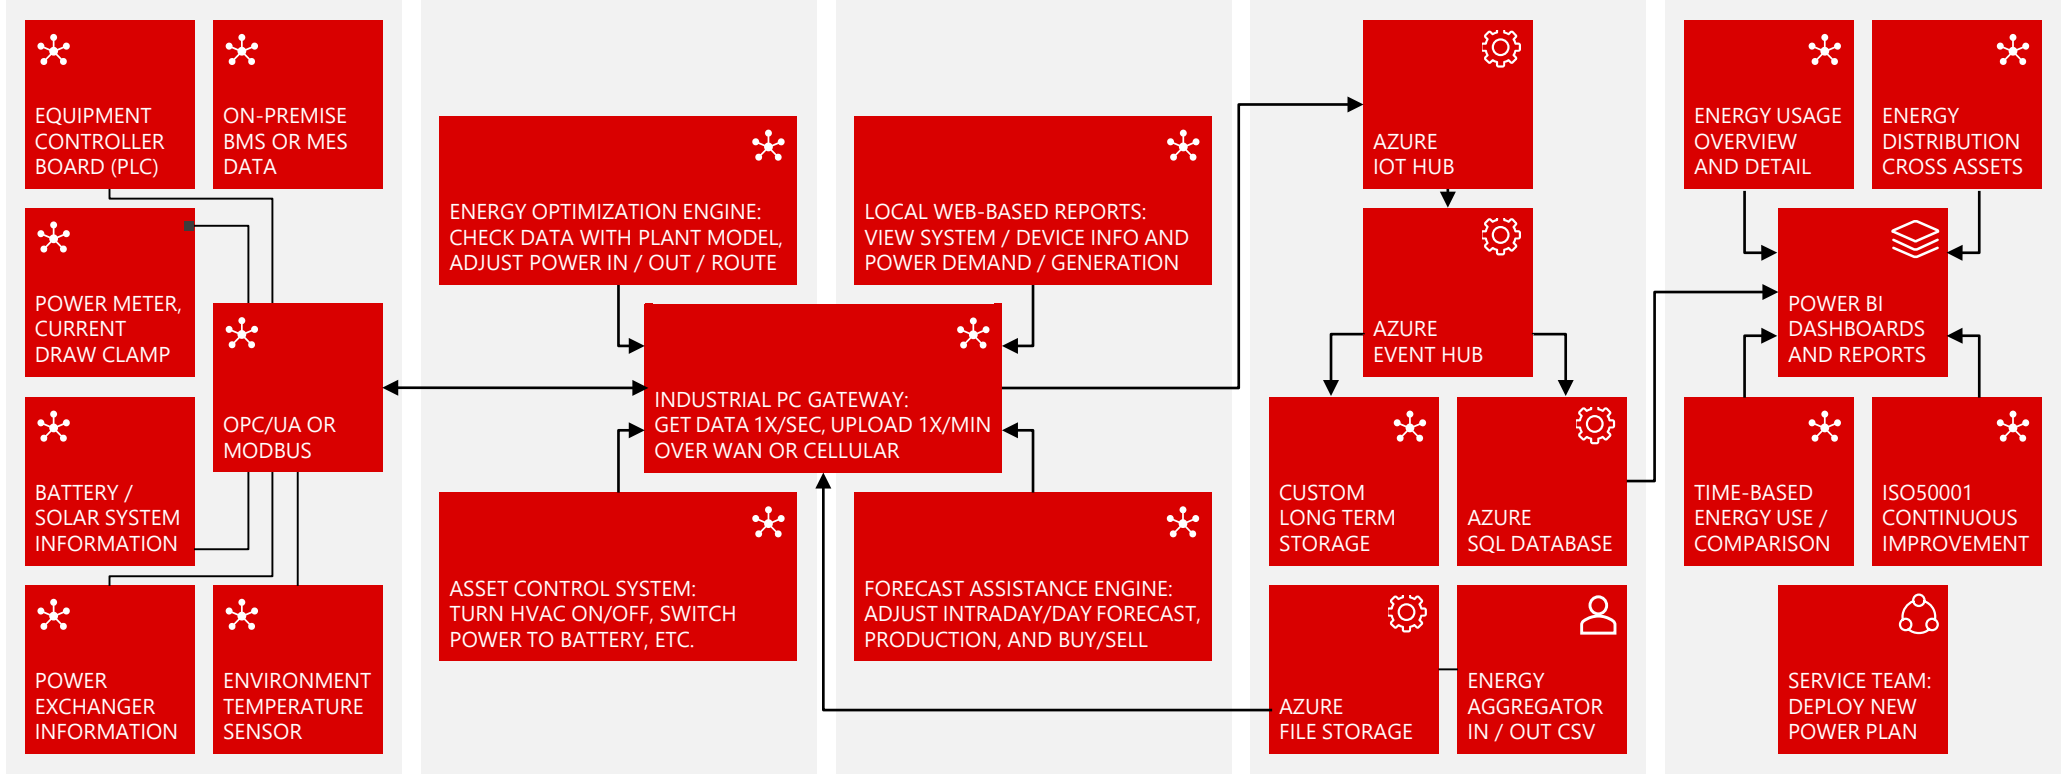 EQUIPMENT
CONTROLLER
BOARD (PLC)
ON-PREMISE
BMS OR MES
DATA
POWER METER,
CURRENT
DRAW CLAMP
OPC/UA OR
MODBUS
BATTERY /
SOLAR SYSTEM
INFORMATION
POWER
EXCHANGER
INFORMATION
ENVIRONMENT
TEMPERATURE
SENSOR
ENERGY OPTIMIZATION ENGINE:
CHECK DATA WITH PLANT MODEL,
ADJUST POWER IN / OUT / ROUTE
LOCAL WEB-BASED REPORTS:
VIEW SYSTEM / DEVICE INFO AND
POWER DEMAND / GENERATION
INDUSTRIAL PC GATEWAY:
GET DATA 1X/SEC, UPLOAD 1X/MIN
OVER WAN OR CELLULAR
ASSET CONTROL SYSTEM:
TURN HVAC ON/OFF, SWITCH
POWER TO BATTERY, ETC.
FORECAST ASSISTANCE ENGINE:
ADJUST INTRADAY/DAY FORECAST,
PRODUCTION, AND BUY/SELL
AZURE
IOT HUB
AZURE
EVENT HUB
CUSTOM
LONG TERM
STORAGE
AZURE
SQL DATABASE
AZURE
FILE STORAGE
ENERGY
AGGREGATOR
IN / OUT CSV
ENERGY USAGE
OVERVIEW
AND DETAIL
ENERGY
DISTRIBUTION
CROSS ASSETS
POWER BI
DASHBOARDS
AND REPORTS
TIME-BASED
ENERGY USE /
COMPARISON
ISO50001
CONTINUOUS
IMPROVEMENT
SERVICE TEAM:
DEPLOY NEW
POWER PLAN